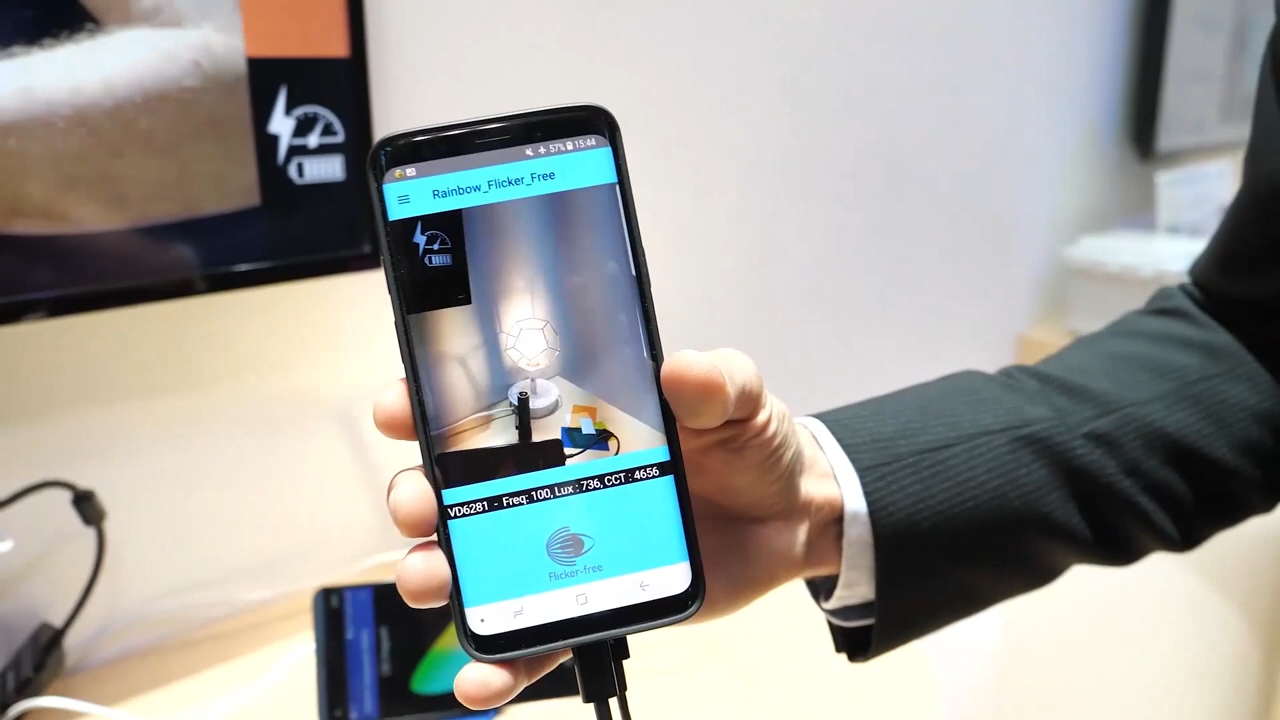 57% 15:44
Rainbow_Flicker_Free
VD6281 - Freq: 100, Lux : 736, CCT : 4656
Flicker-free